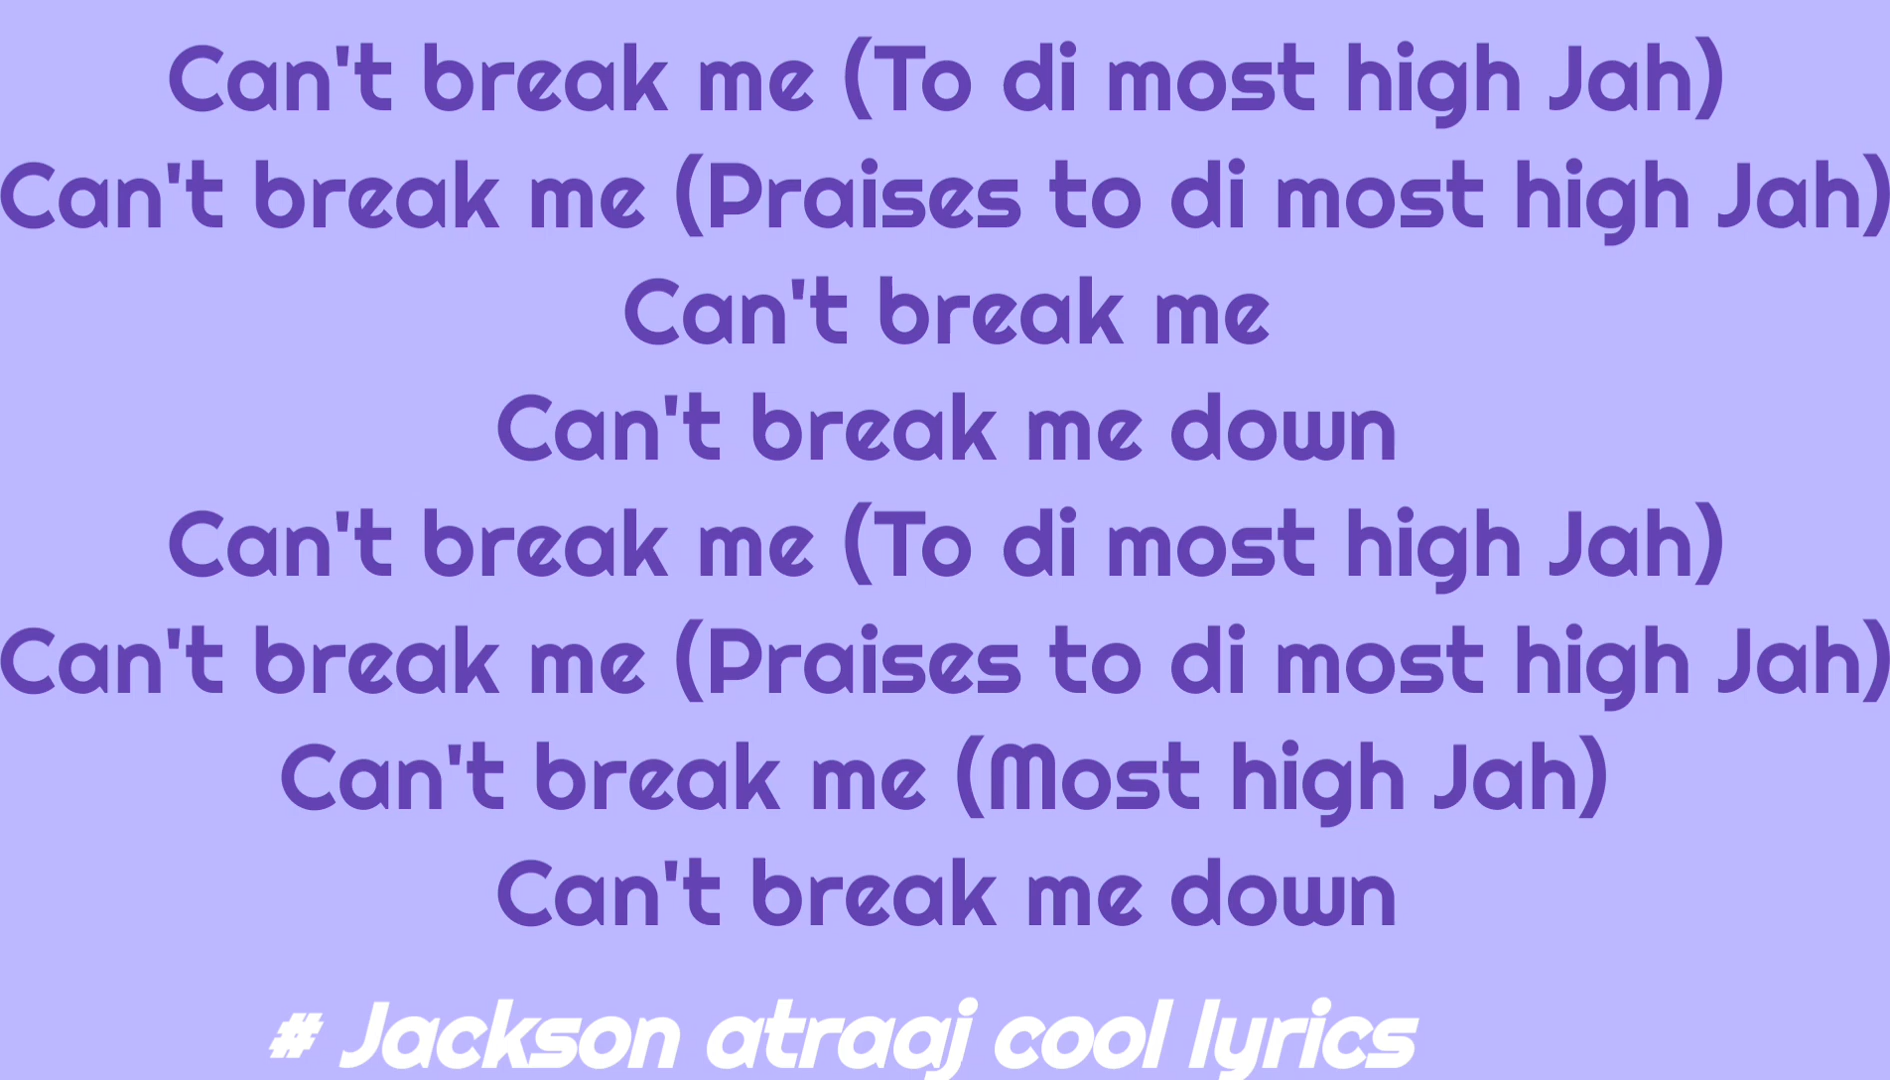 Can't break me (To di most high Jah)
Can't break me (Praises to di most high Jah)
Can't break me
Can't break me down
Can't break me (To di most high Jah)
Can't break me (Praises to di most high Jah)
Can't break me (Most high Jah)
Can't break me down
# Jackson atraaj cool lyrics